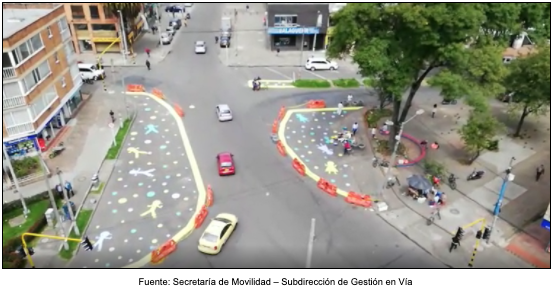 Fuente: Secretaría de Movilidad – Subdirección de Gestión en Vía